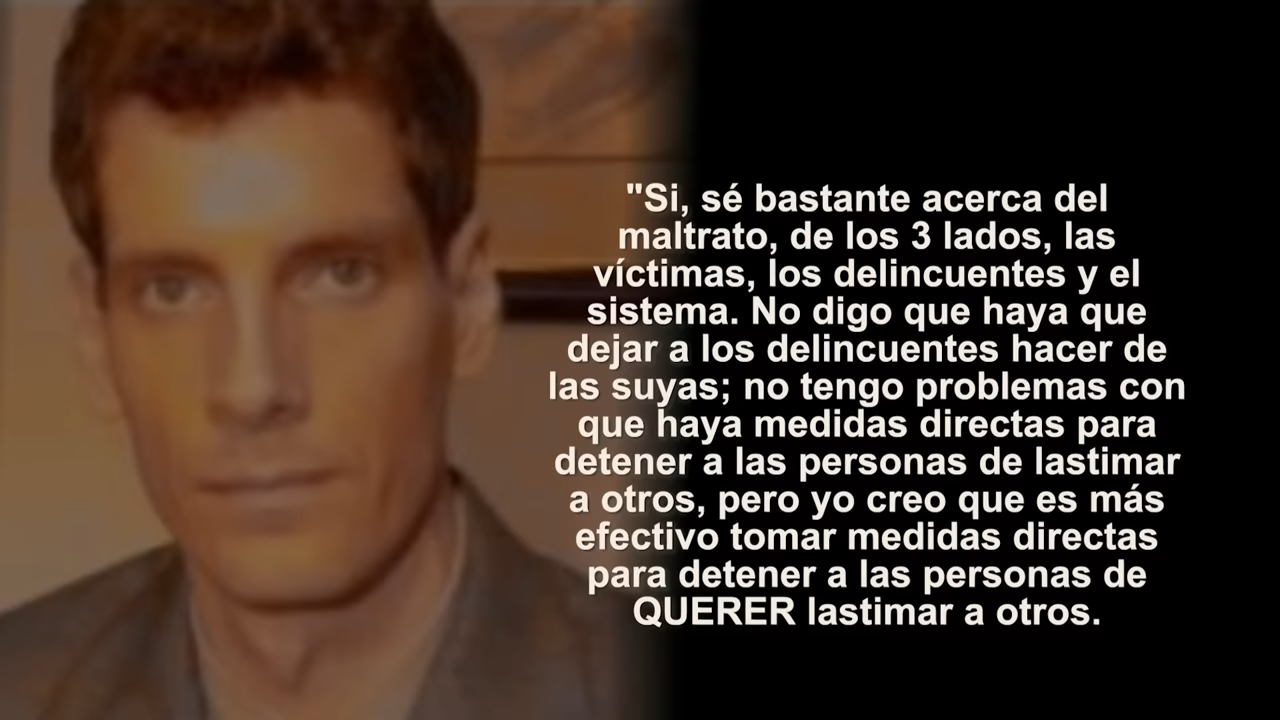 "Si, sé bastante acerca del
maltrato, de los 3 lados, las
víctimas, los delincuentes y el
sistema. No digo que haya que
dejar a los delincuentes hacer de
las suyas; no tengo problemas con
que haya medidas directas para
detener a las personas de lastimar
a otros, pero yo creo que es más
efectivo tomar medidas directas
para detener a las personas de
QUERER lastimar a otros.